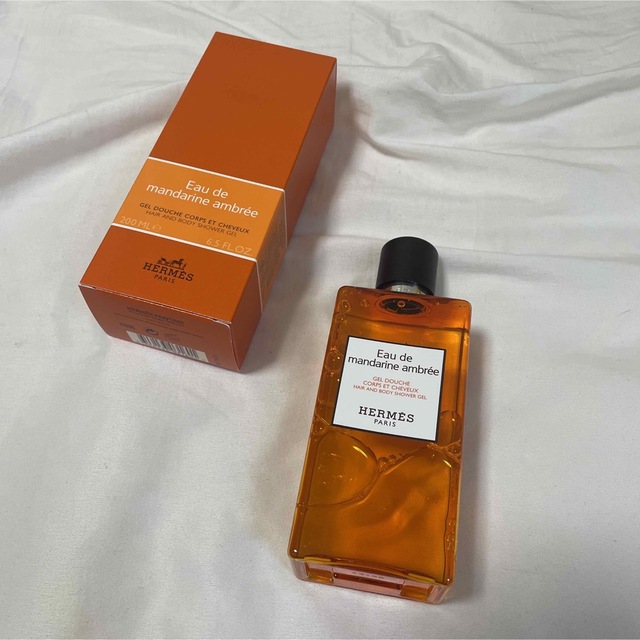 Eau de
mandarine ambrée
GEL DOUCHE CORPS ET CHEVEUX
HAIR AND BODY SHOWER GEL
200 ML e 6.5 FL.OZ.
HERMÈS
PARIS
Eau de
mandarine ambrée
GEL DOUCHE
CORPS ET CHEVEUX
HAIR AND BODY SHOWER GEL
HERMÈS
PARIS